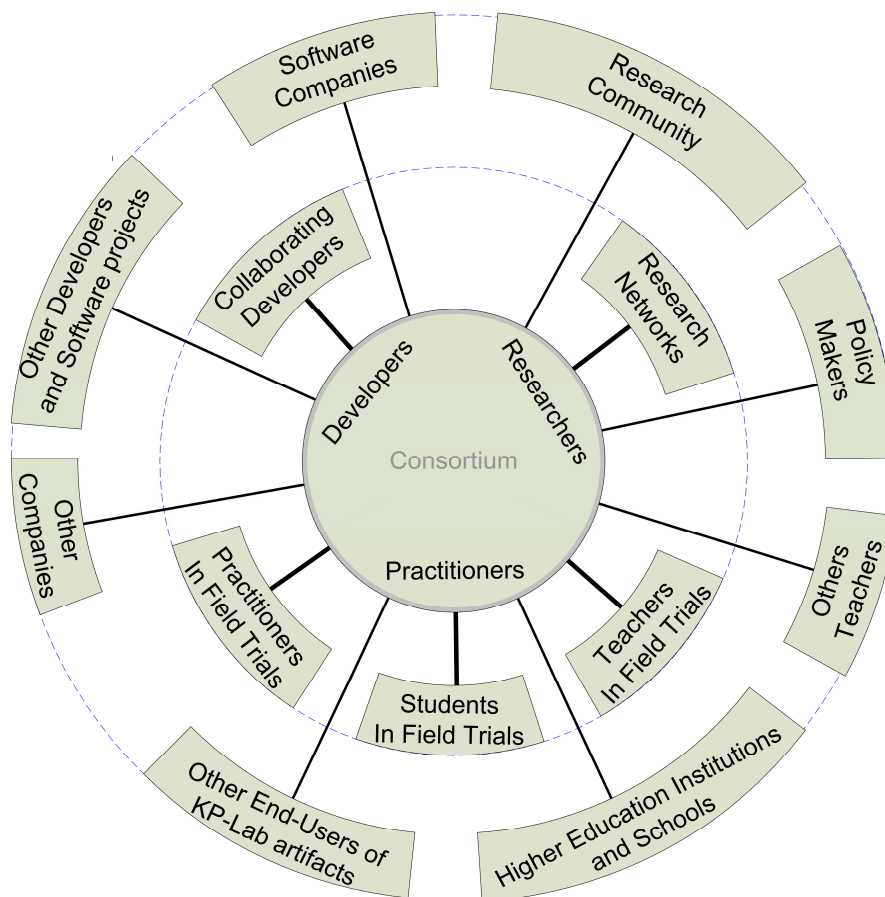 Software
Companies
Research
Community
Other Developers
and Software projects
Collaborating
Developers
Research
Networks
Policy
Makers
Developers
Researchers
Consortium
Practitioners
Other
Companies
Practitioners
In Field Trials
Students
In Field Trials
Teachers
In Field Trials
Others
Teachers
Other End-Users of
KP-Lab artifacts
Higher Education Institutions
and Schools